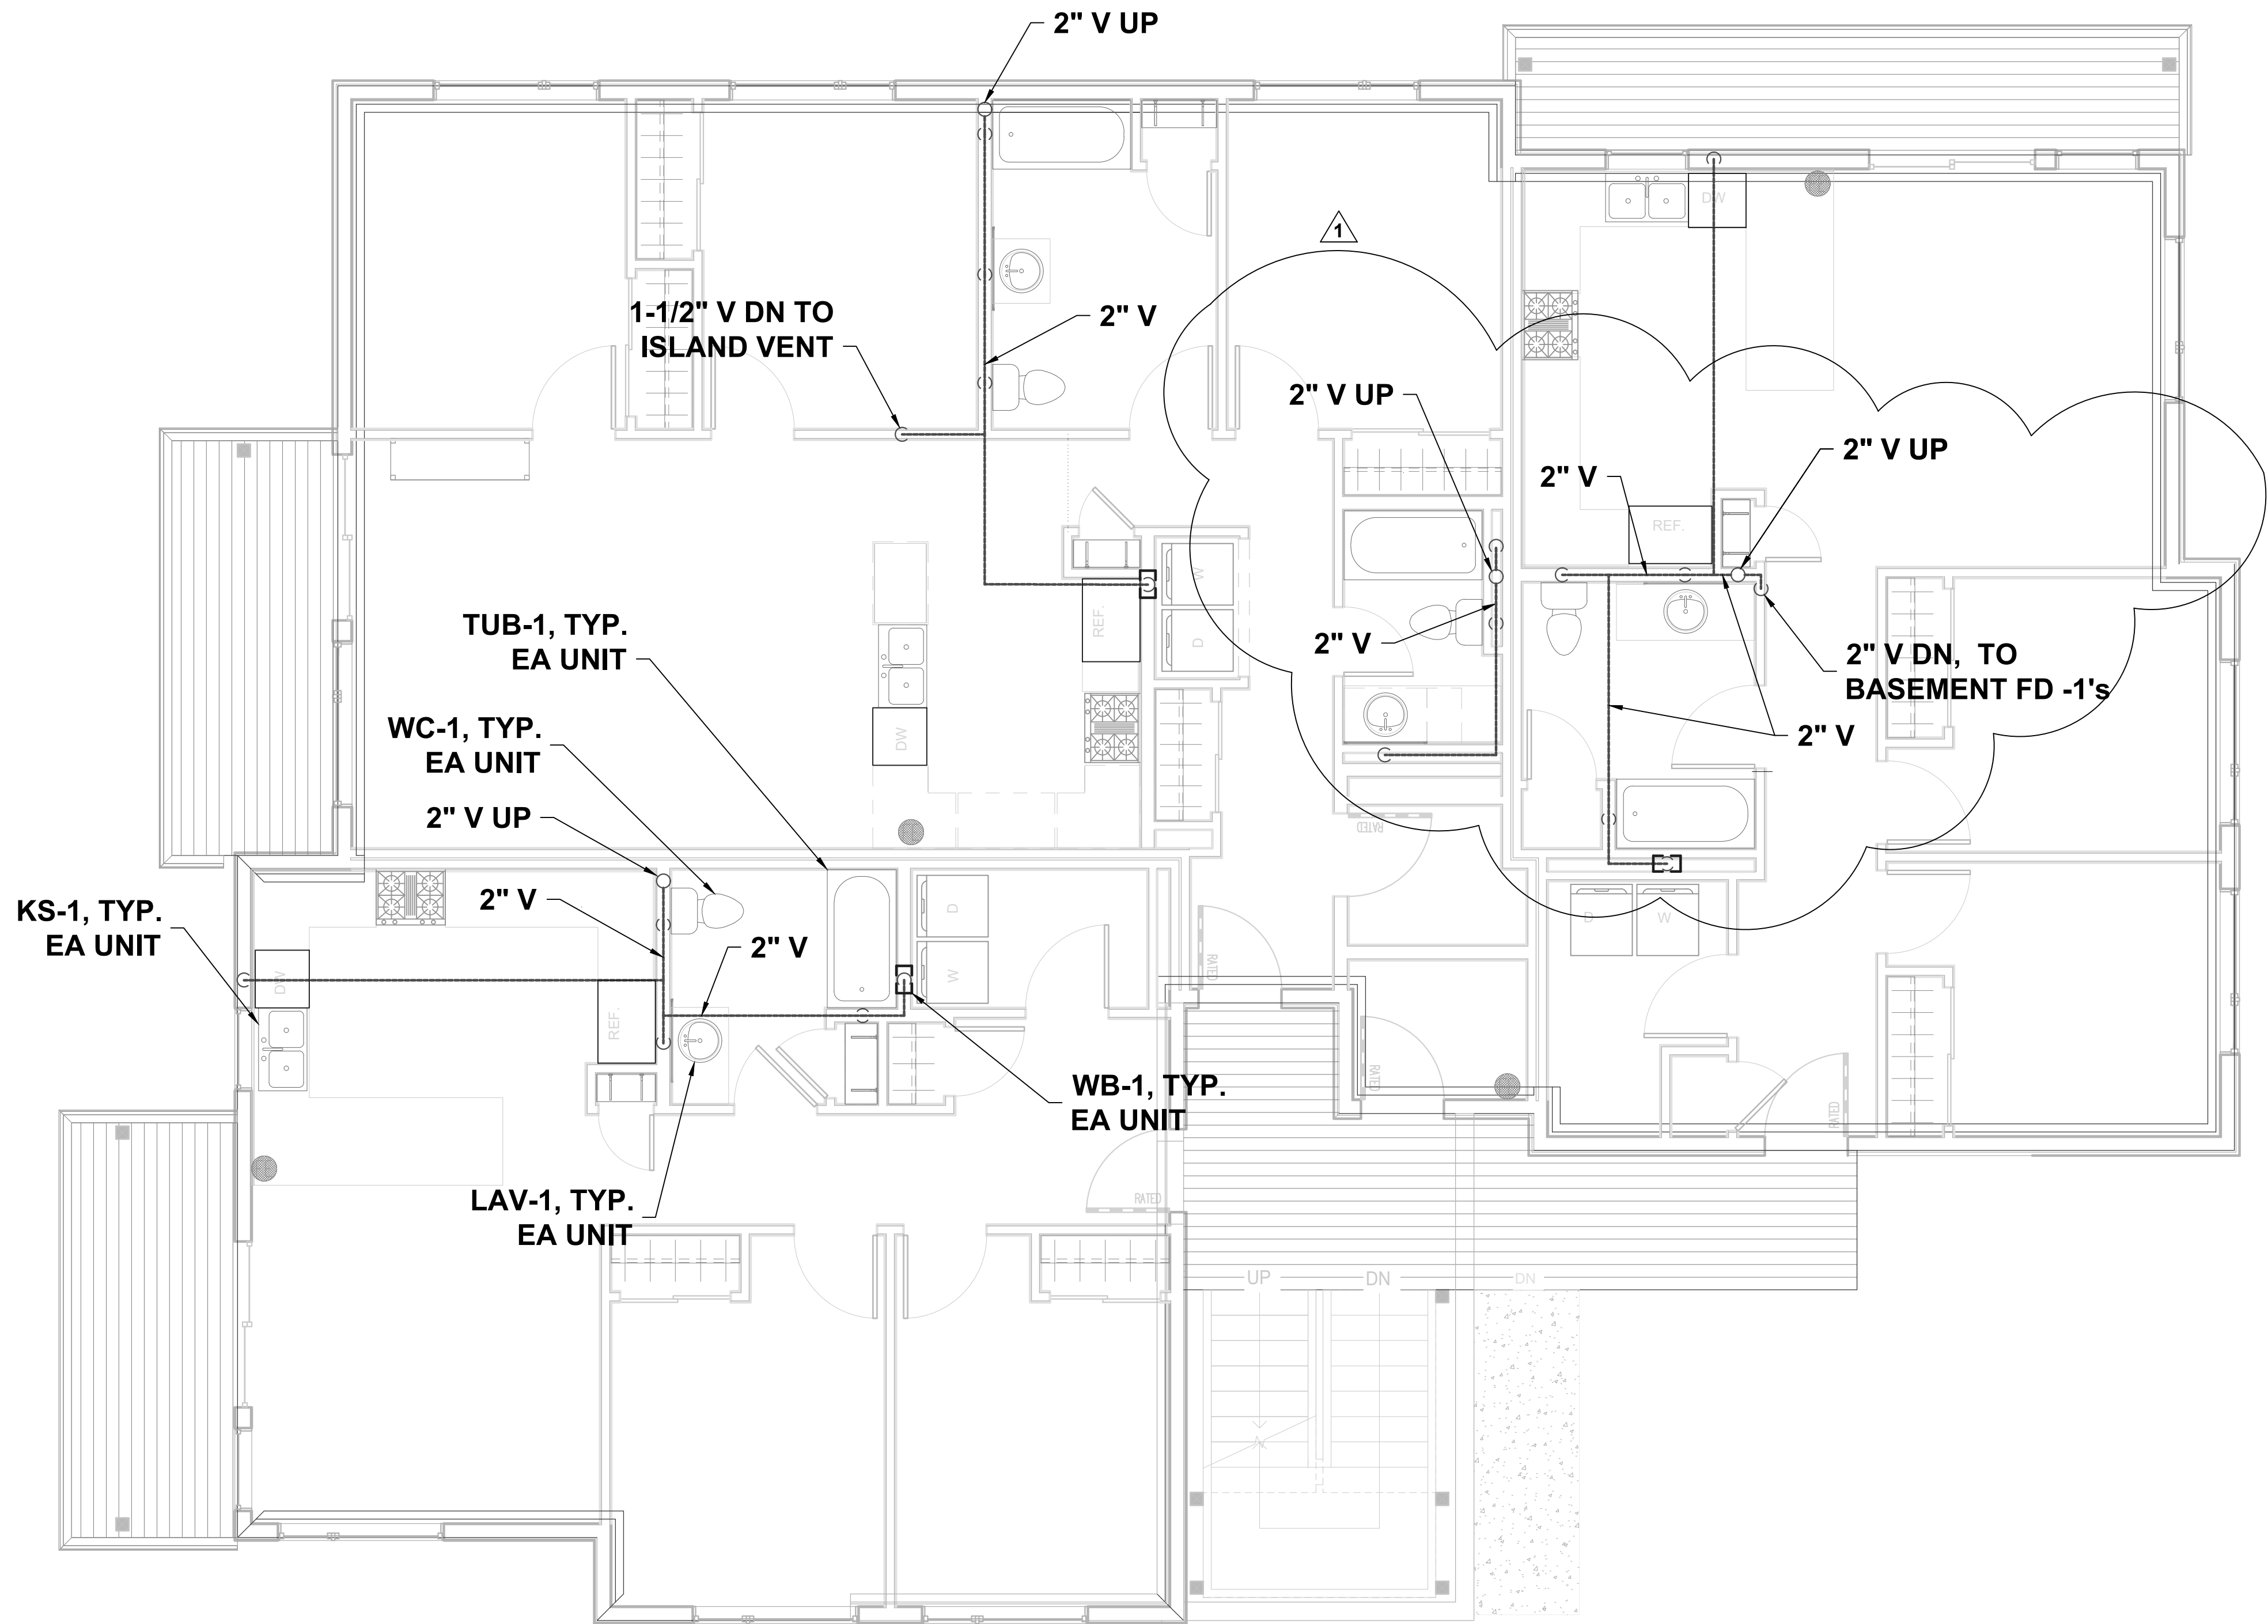 2" V UP
1
1-1/2" V DN TO
ISLAND VENT
2" V
DW
2" V UP
2" V
2" V UP
REF.
TUB-1, TYP.
EA UNIT
W
D
REF.
2" V
2" V DN, TO
BASEMENT FD -1's
2" V
WC-1, TYP.
EA UNIT
DW
2" V UP
RATED
KS-1, TYP.
EA UNIT
2" V
2" V
D
W
D
W
DW
REF.
RATED
RATED
RATED
WB-1, TYP.
EA UNIT
LAV-1, TYP.
EA UNIT
RATED
UP
DN
DN